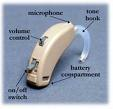 microphone
tone
hook
volume
control
battery
compartment
on/off
switch